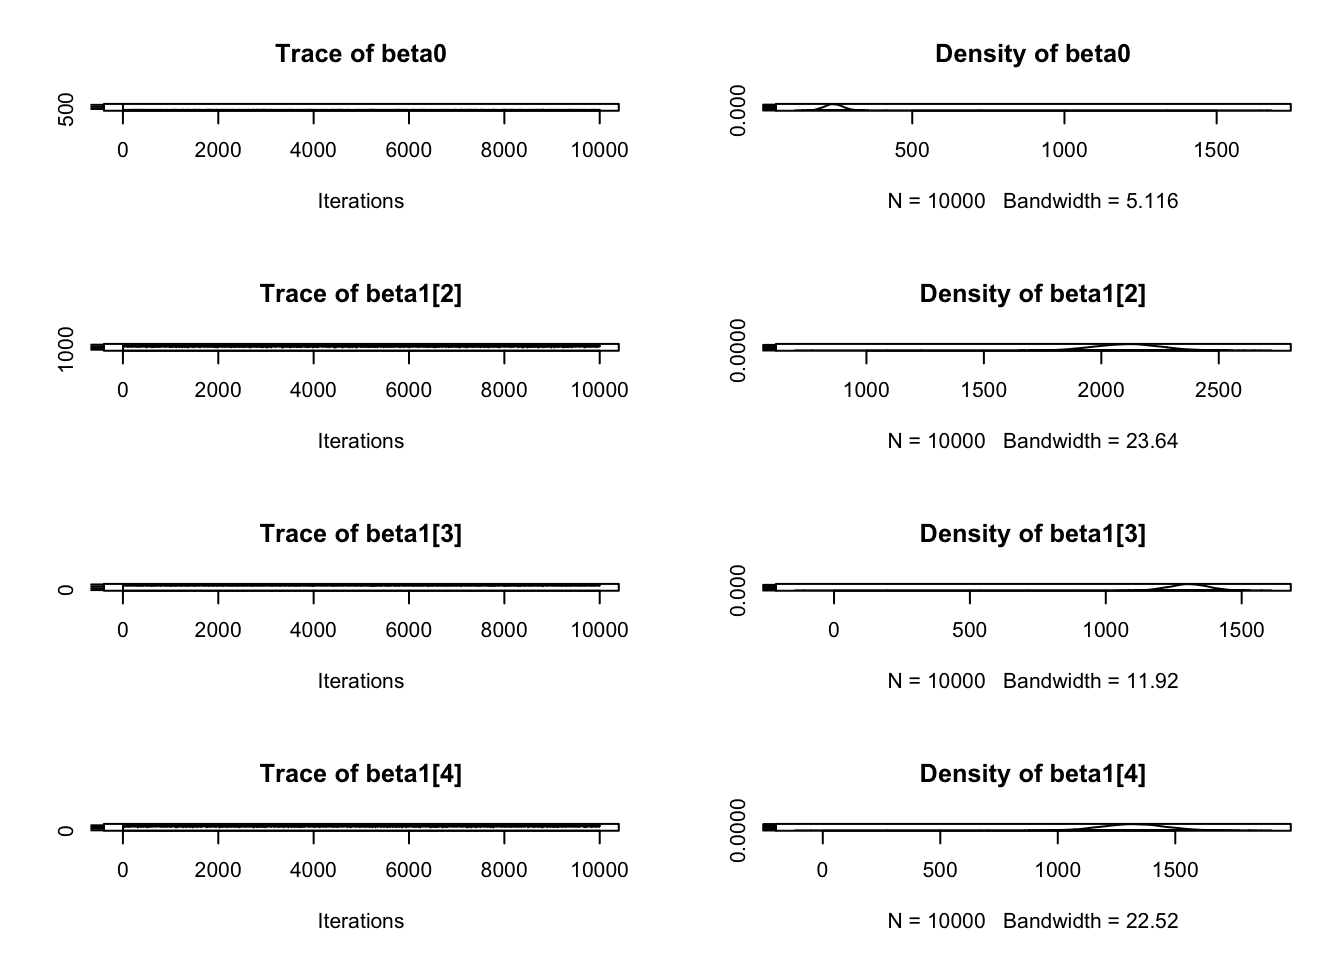 Trace of beta0
500
0 2000 4000 6000 8000 10000
Iterations
Density of beta0
0.000
500 1000 1500
N = 10000 Bandwidth = 5.116
Trace of beta1[2]
1000
0 2000 4000 6000 8000 10000
Iterations
Density of beta1[2]
0.0000
1000 1500 2000 2500
N = 10000 Bandwidth = 23.64
Trace of beta1[3]
0
0 2000 4000 6000 8000 10000
Iterations
Density of beta1[3]
0.000
0 500 1000 1500
N = 10000 Bandwidth = 11.92
Trace of beta1[4]
0
0 2000 4000 6000 8000 10000
Iterations
Density of beta1[4]
0.0000
0 500 1000 1500
N = 10000 Bandwidth = 22.52